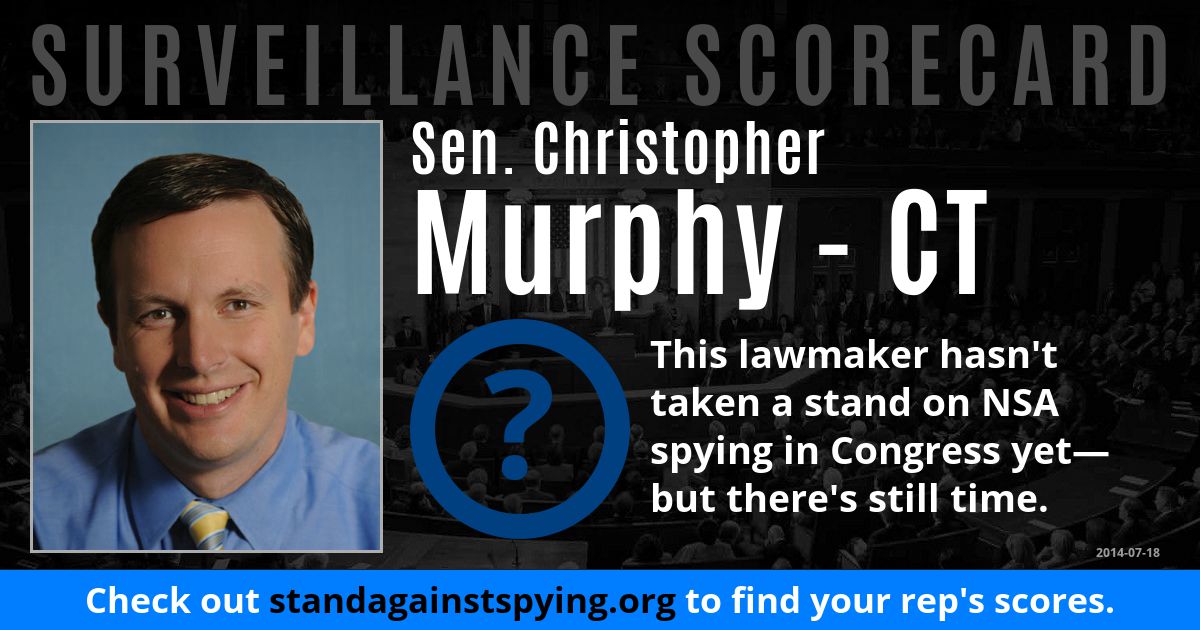 SURVEILLANCE SCORECARD
Sen. Christopher
Murphy - CT
?
This lawmaker hasn't
taken a stand on NSA
spying in Congress yet—
but there's still time.
2014-07-18
Check out standagainstspying.org to find your rep's scores.